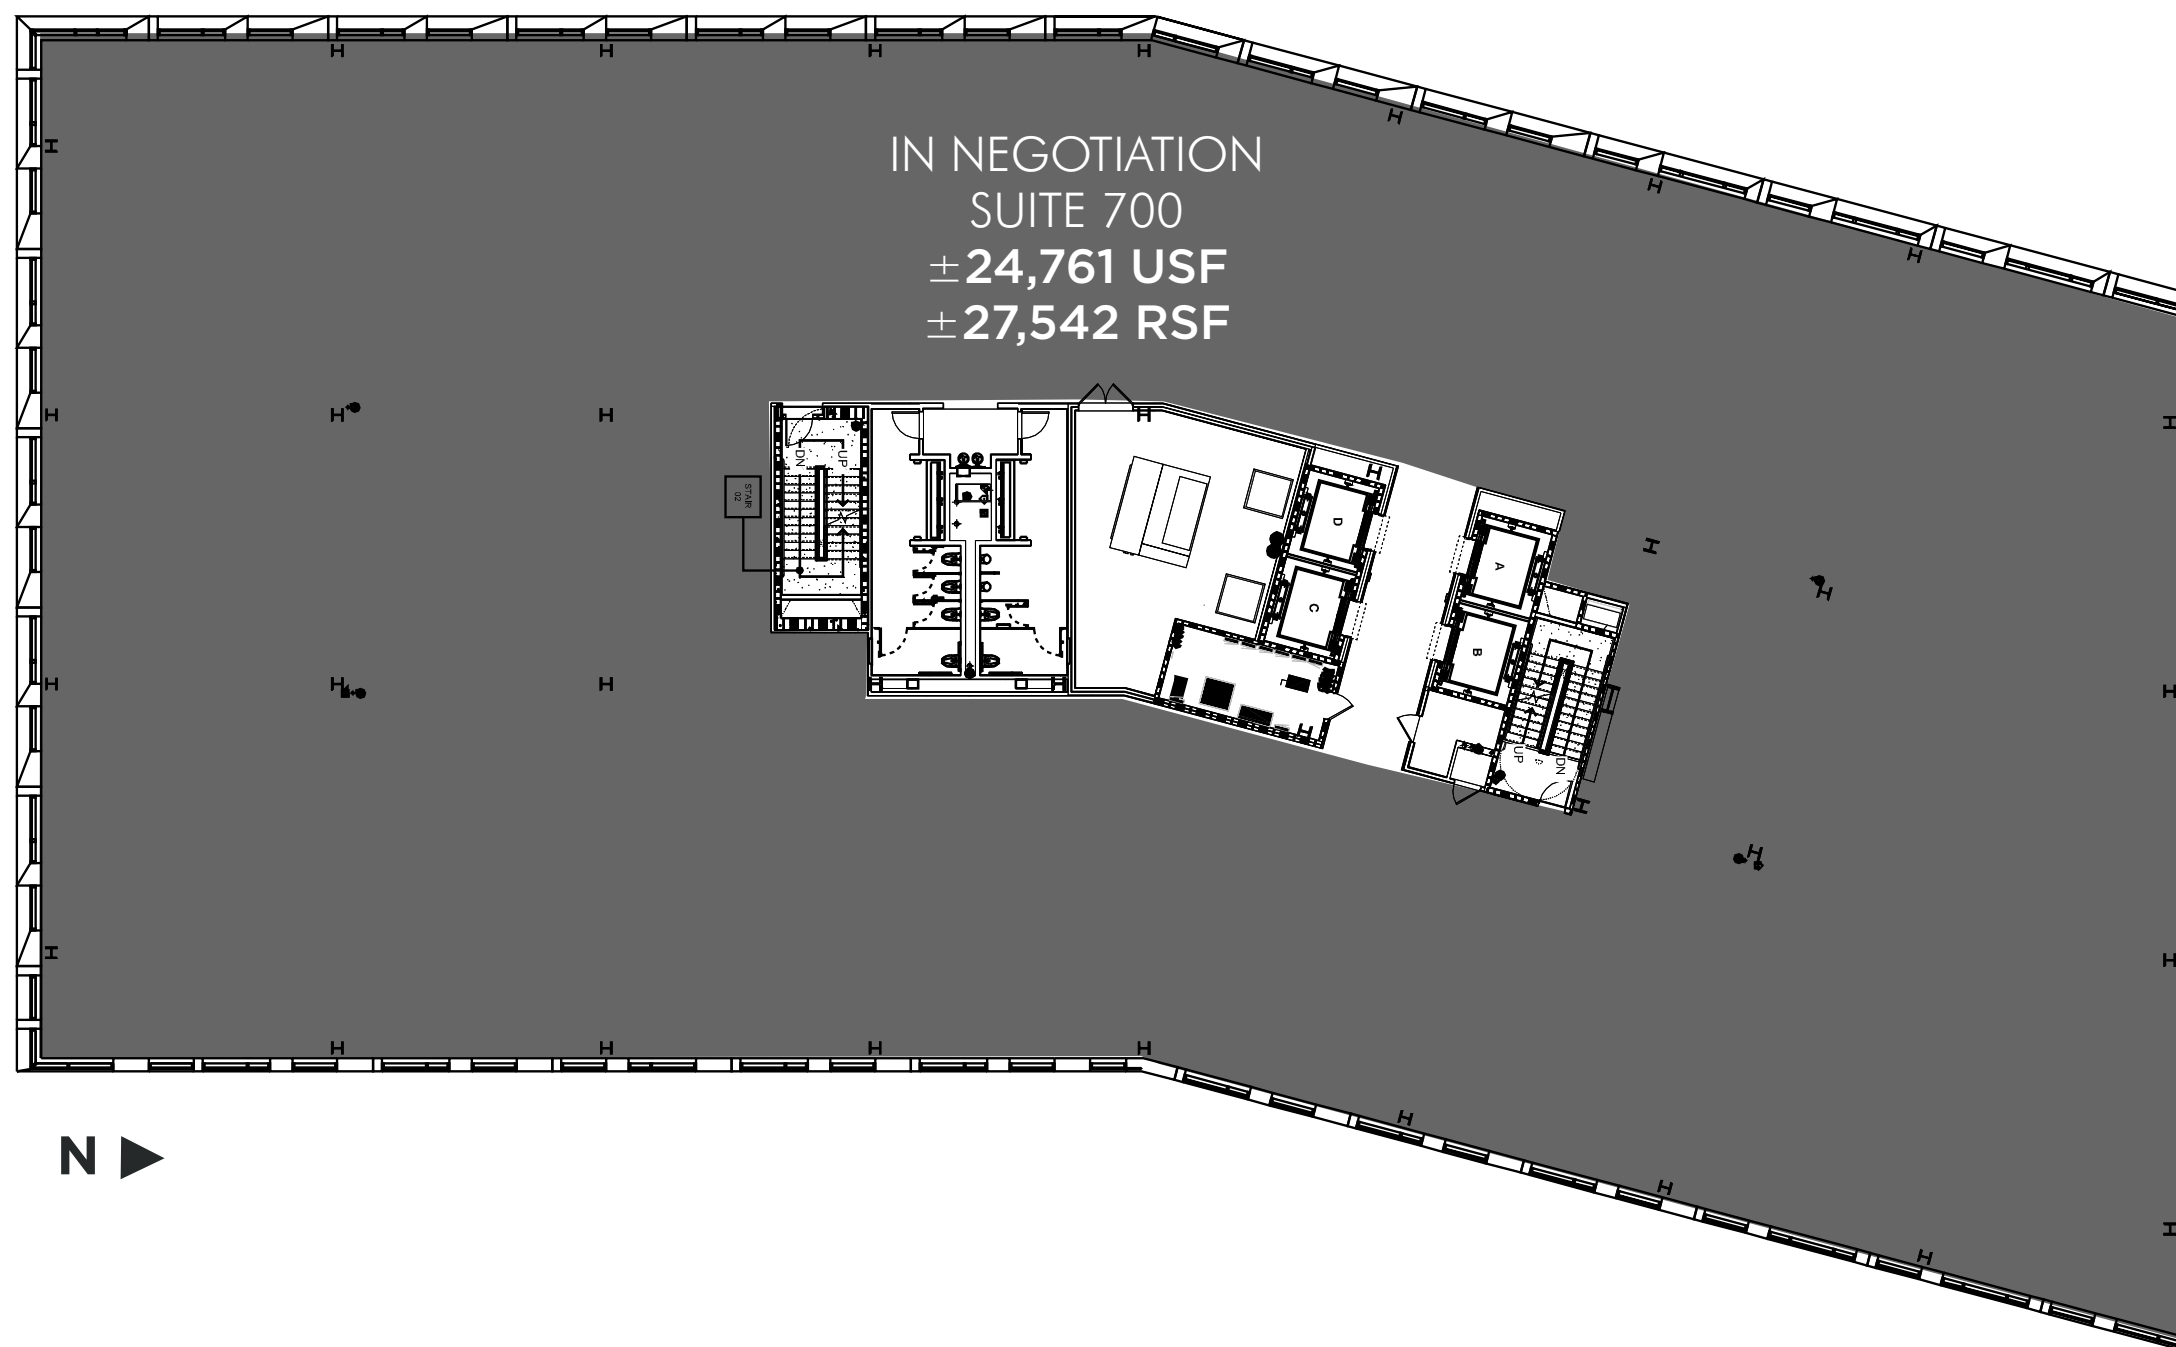 IN NEGOTIATION
SUITE 700
±24,761 USF
±27,542 RSF
DN
UP
STAIR
02
D
C
A
B
UP
DN
N